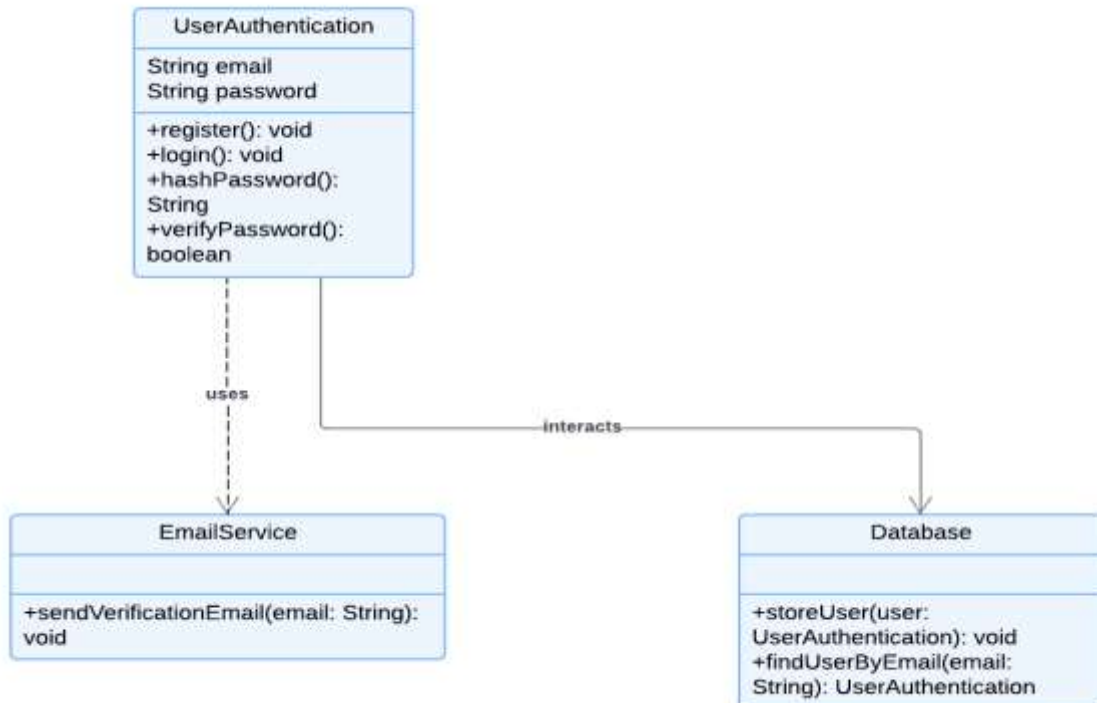 UserAuthentication
String email
String password
+register(): void
+login(): void
+hashPassword():
String
+verifyPassword():
boolean
uses
interacts
EmailService
+sendVerificationEmail(email: String):
void
Database
+storeUser(user:
UserAuthentication): void
+findUserByEmail(email:
String): UserAuthentication